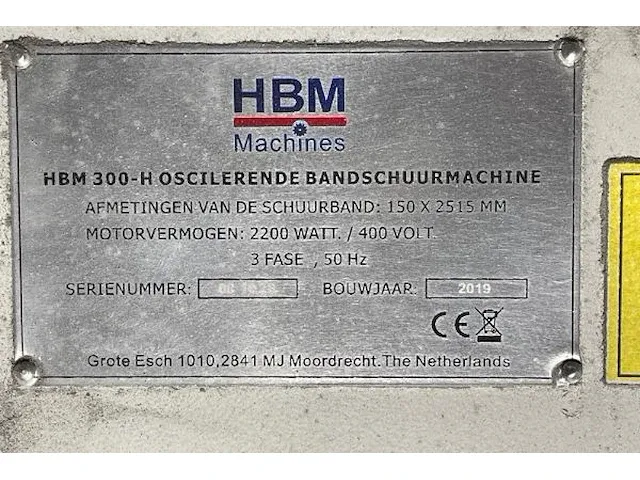 HBM
Machines
HBM 300-H OSCILERENDE BANDSCHUURMACHINE
AFMETINGEN VAN DE SCHUURBAND: 150 X 2515 MM
MOTORVERMOGEN: 2200 WATT. / 400 VOLT.
3 FASE , 50 Hz
SERIENUMMER: BOUWJAAR: 2019
CE
Grote Esch 1010,2841 MJ Moordrecht.The Netherlands